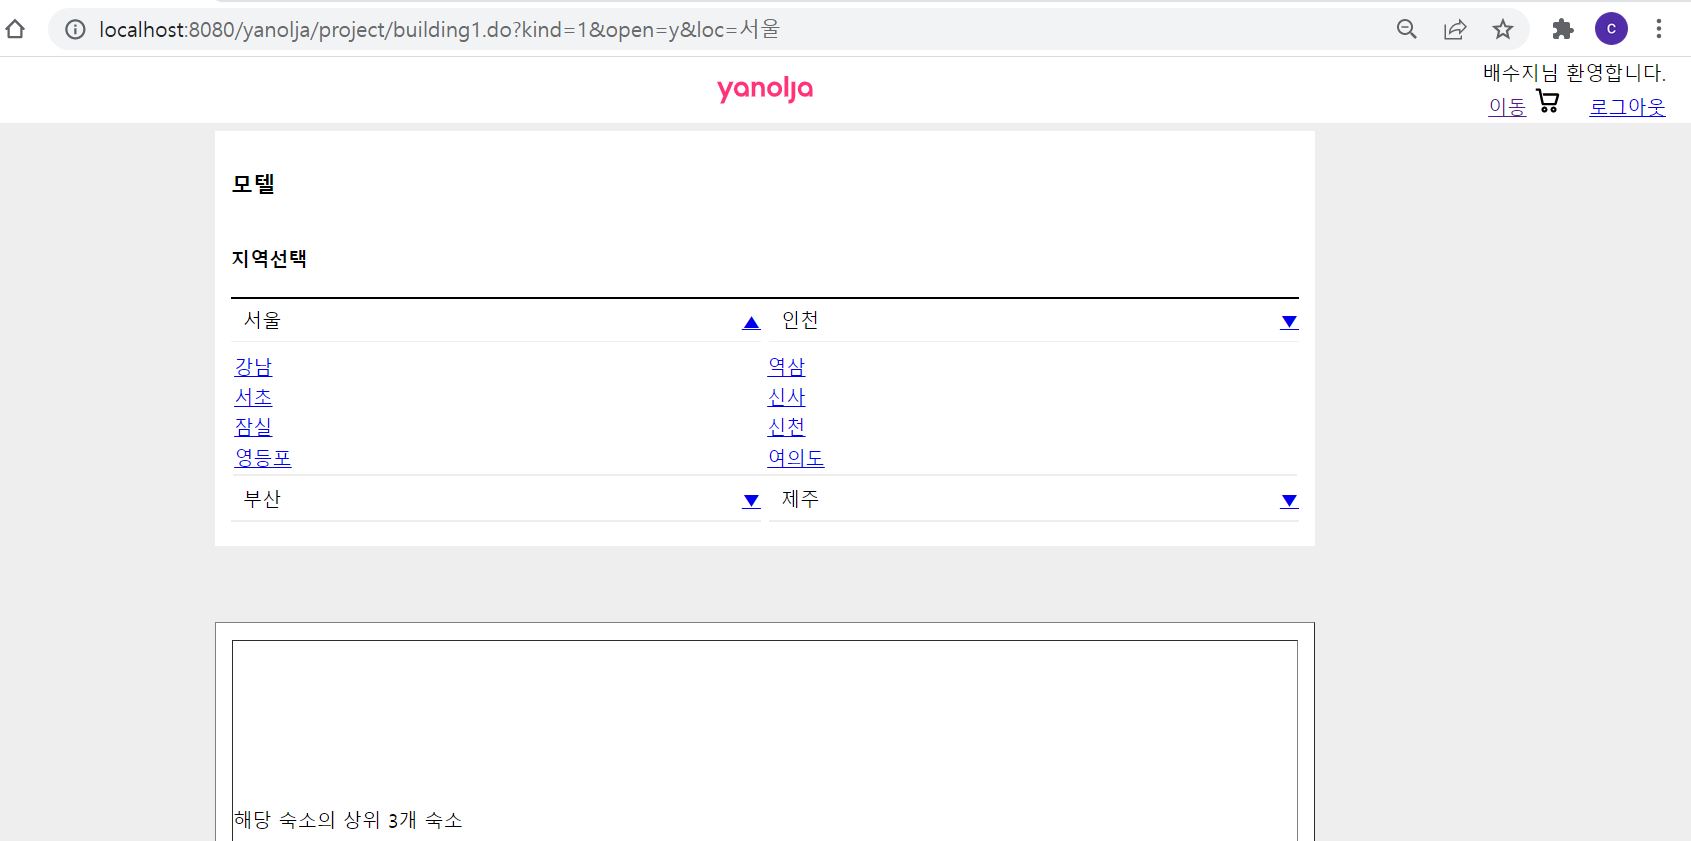 localhost:8080/yanolja/project/building1.do?kind=1&open=y&loc=서울
C
yanolja
배수지님 환영합니다.
이동 로그아웃
모텔
지역선택
서울 ▲ 인천 ▼
강남 역삼
서초 신사
잠실 신천
영등포 여의도
부산 ▼ 제주 ▼
해당 숙소의 상위 3개 숙소